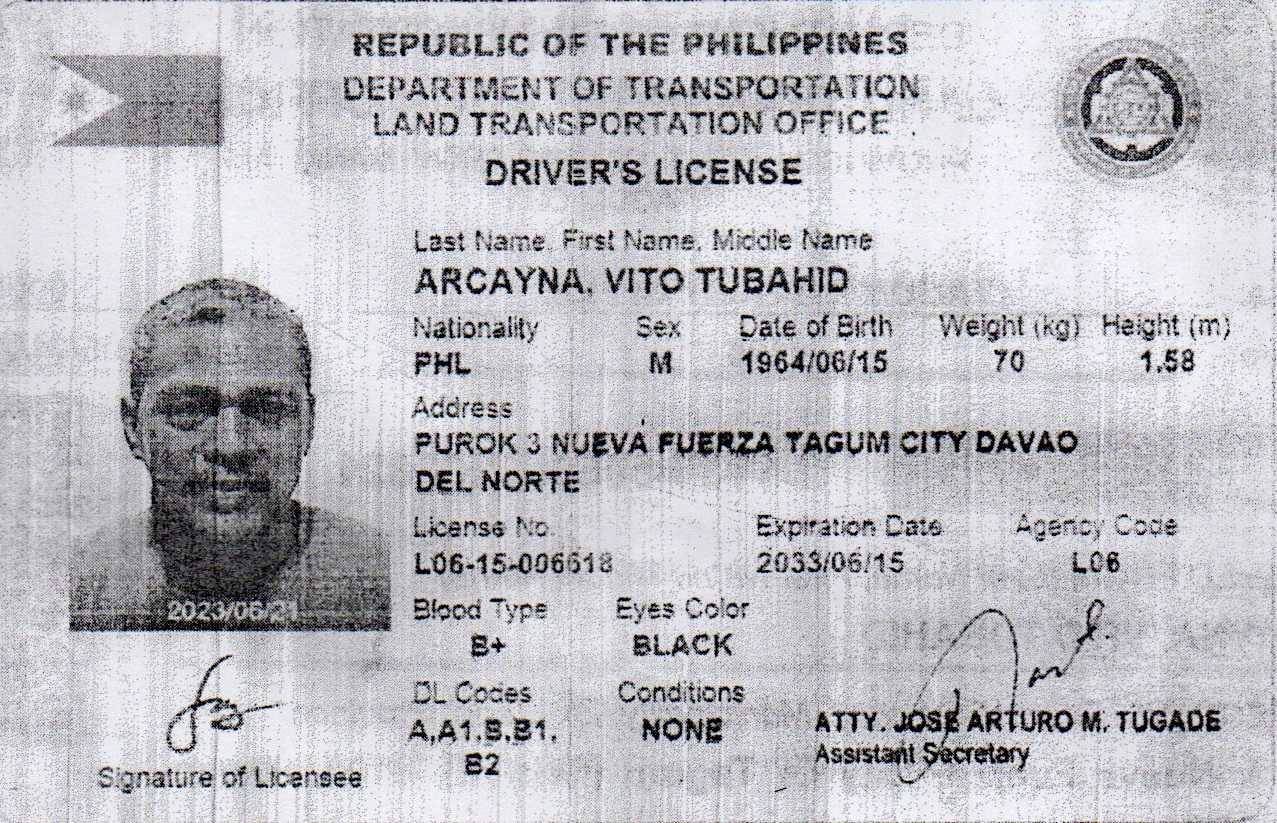 REPUBLIC OF THE PHILIPPINES
DEPARTMENT OF TRANSPORTATION
LAND TRANSPORTATION OFFICE
DRIVER'S LICENSE
Last Name, First Name, Middle Name
ARCAYNA, VITO TUBAHID
Nationality Sex Date of Birth Weight (kg) Height (m)
PHL M 1964/06/15 70 1.58
Address
PUROK 3 NUEVA FUERZA TAGUM CITY DAVAO
DEL NORTE
License No. Expiration Date Agency Code
L06-15-006618 2033/06/15 L06
2023/06/21
Blood Type Eyes Color
B+ BLACK
DL Codes Conditions
A,A1,B,B1, NONE
B2
ATTY. JOSE ARTURO M. TUGADE
Assistant Secretary
Signature of Licensee